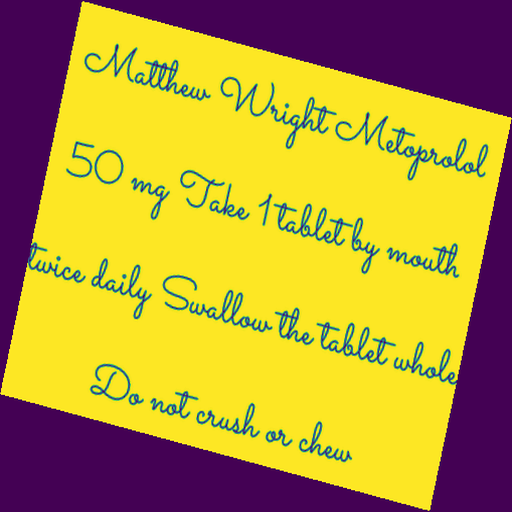 Matthew Wright Metoprolol
50 mg Take 1 tablet by mouth
twice daily Swallow the tablet whole
Do not crush or chew